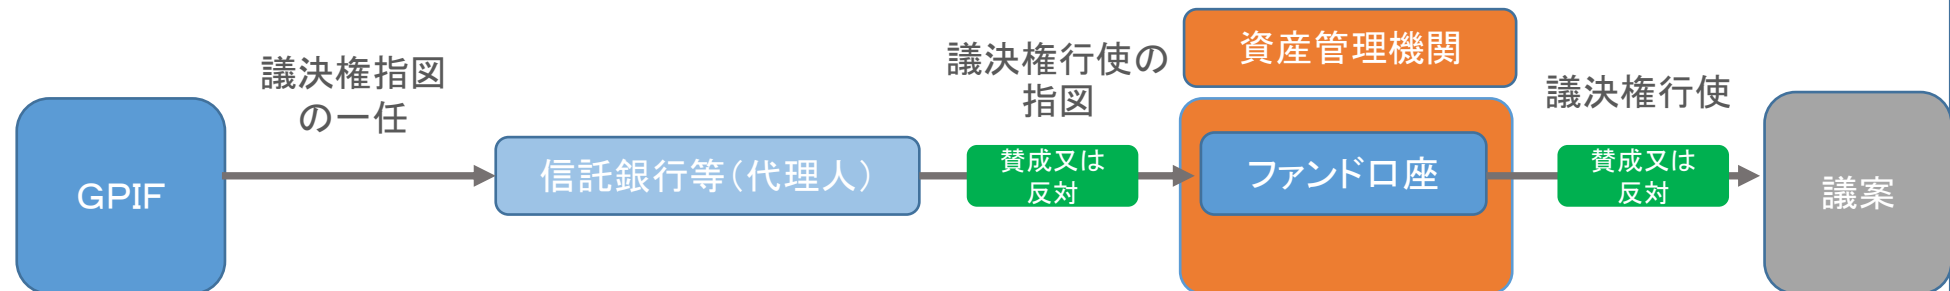 GPIF
議決権指図
の一任
信託銀行等(代理人)
議決権行使の
指図
賛成又は
反対
資産管理機関
ファンド口座
議決権行使
賛成又は
反対
議案